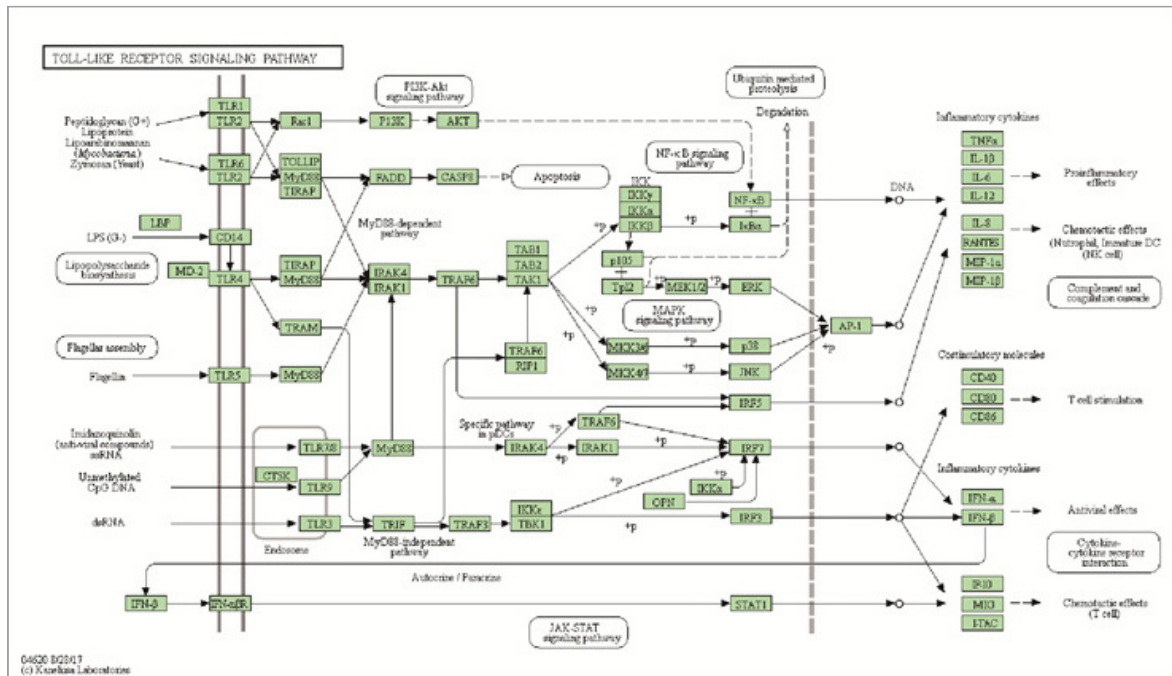 TOLL-LIKE RECEPTOR SIGNALING PATHWAY
PI3K-Akt
signaling pathway
Ubiquitin mediated
proteolysis
Degradation
Inflammatory cytokines
Peptidoglycan (G+)
Lipoprotein
Lipoarabinomannan
(Mycobacteria)
Zymosan (Yeast)
TLR1
TLR2
Rac1
PI3K
AKT
TLR6
TLR2
TOLLIP
MyD88
TIRAP
FADD
CASP8
Apoptosis
NF-κB signaling
pathway
IKK
IKKγ
IKKα
IKKβ
+p
+p
NF-κB
IκBα
DNA
TNFα
IL-1β
IL-6
IL-12
Proinflammatory
effects
IL-8
RANTES
MIP-1α
MIP-1β
Chemotactic effects
(Nutrophil, Immature DC
(NK cell)
Complement and
coagulation cascade
LBP
LPS (G-)
CD14
MyD88-dependent
pathway
Lipopolysaccharide
biosynthesis
MD-2
TLR4
TIRAP
MyD88
IRAK4
IRAK1
TRAF6
TAB1
TAB2
TAK1
p105
Tpl2
+p
MEK1/2
+p
ERK
MAPK
signaling pathway
+p
+p
+p
AP-1
TRAM
Flagellar assembly
Flagellin
TLR5
MyD88
TRAF6
RIP1
+p
+p
p38
MKK4/7
+p
JNK
IRF5
Costimulatory molecules
CD40
CD80
CD86
T cell stimulation
Imidazoquinolin
(anti-viral compounds)
ssRNA
TLR7/8
MyD88
Specific pathway
in pDCs
IRAK4
+p
+p
TRAF6
IRAK1
+p
IRF7
Unmethylated
CpG DNA
CTSK
TLR9
+p
IKKα
+p
OPN
Inflammatory cytokines
IFN-α
IFN-β
Antiviral effects
dsRNA
TLR3
TRIF
TRAF3
IKKε
TBK1
+p
IRF3
Endosome
MyD88-independent
pathway
Cytokine-
cytokine receptor
interaction
Autocrine / Paracrine
IFN-β
IFN-αβR
STAT1
JAK-STAT
signaling pathway
I-TAC
Chemotactic effects
(T cell)
04620 8/28/17
(c) Kanehisa Laboratories